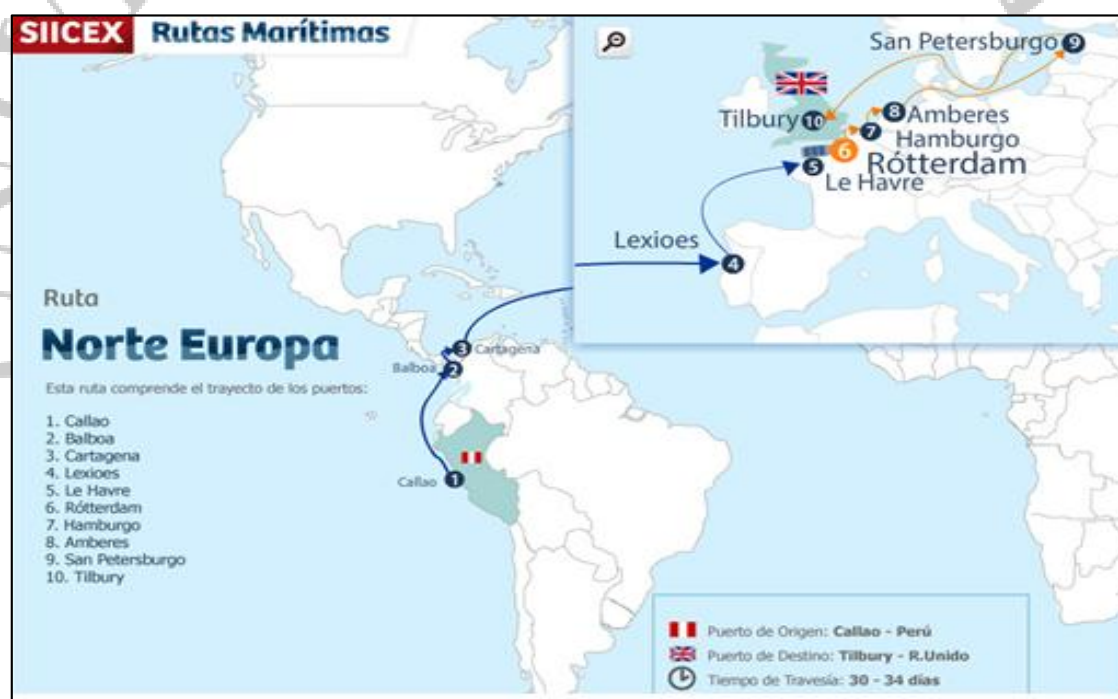 SIICEX Rutas Marítimas
San Petersburgo 9
Tilbury 10
8 Amberes
7 Hamburgo
6 Rótterdam
5 Le Havre
Lexioes
4
Ruta
Norte Europa
Esta ruta comprende el trayecto de los puertos:
1. Callao
2. Balboa
3. Cartagena
4. Lexioes
5. Le Havre
6. Rótterdam
7. Hamburgo
8. Amberes
9. San Petersburgo
10. Tilbury
3 Cartagena
Balboa 2
Callao 1
Puerto de Origen: Callao - Perú
Puerto de Destino: Tilbury - R.Unido
Tiempo de Travesía: 30 - 34 días